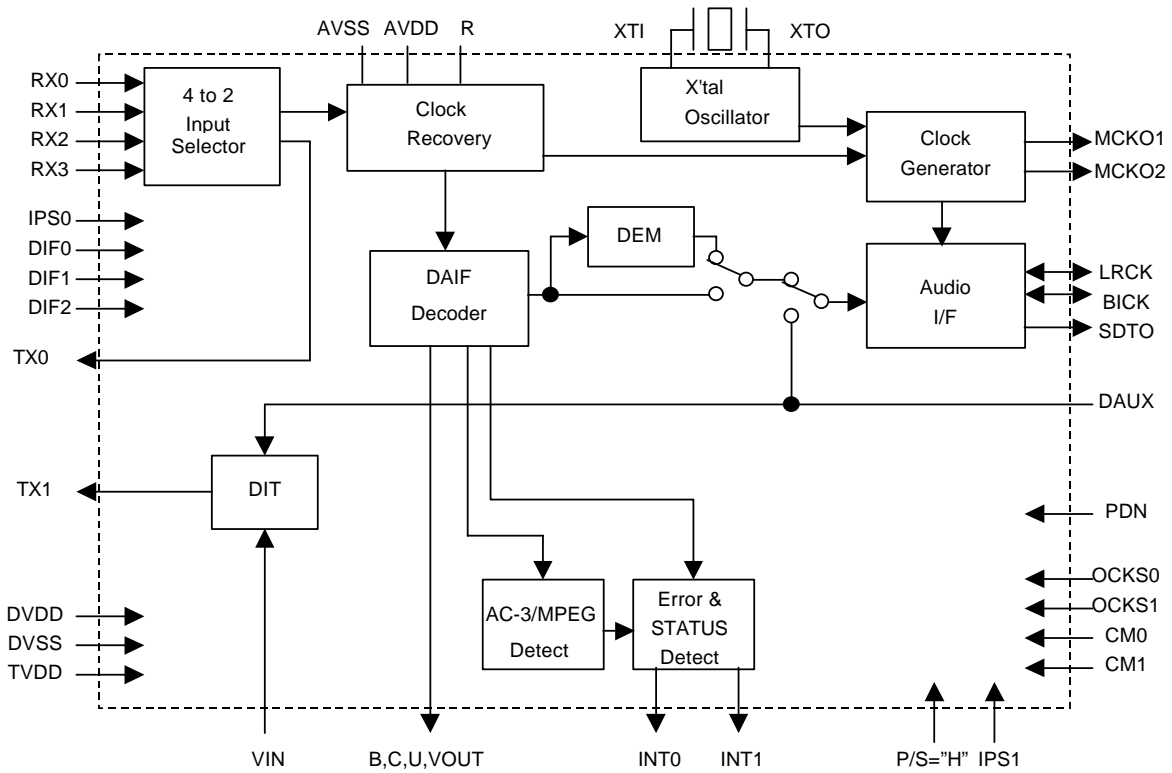 AVSS AVDD R
XTI XTO
RX0
RX1
RX2
RX3
4 to 2
Input
Selector
Clock
Recovery
X'tal
Oscillator
Clock
Generator
MCKO1
MCKO2
IPS0
DIF0
DIF1
DIF2
DAIF
Decoder
DEM
Audio
I/F
LRCK
BICK
SDTO
TX0
DAUX
TX1
DIT
PDN
AC-3/MPEG
Detect
Error &
STATUS
Detect
OCKS0
OCKS1
CM0
CM1
DVDD
DVSS
TVDD
VIN
B,C,U,VOUT
INT0
INT1
P/S=”H”
IPS1